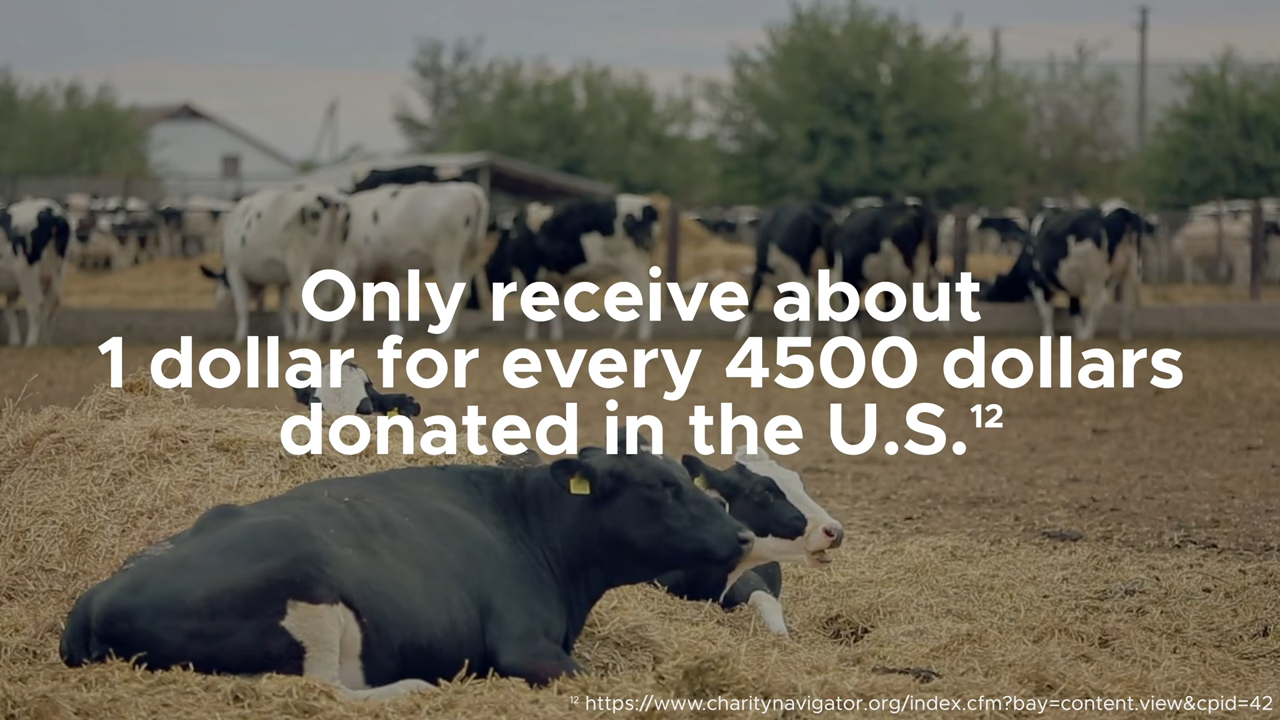 Only receive about
1 dollar for every 4500 dollars
donated in the U.S.¹²
¹² https://www.charitynavigator.org/index.cfm?bay=content.view&cpid=42